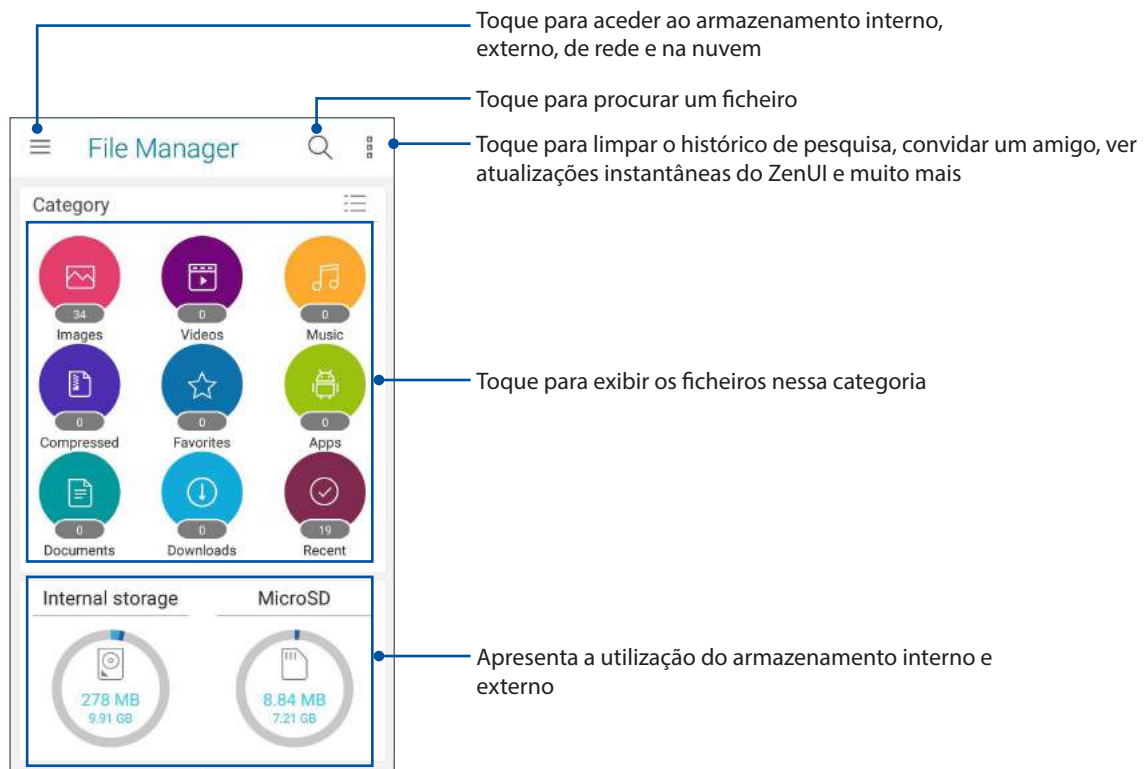 Toque para aceder ao armazenamento interno,
externo, de rede e na nuvem
Toque para procurar um ficheiro
Toque para limpar o histórico de pesquisa, convidar um amigo, ver
atualizações instantâneas do ZenUI e muito mais
File Manager
Category
34
0
0
Images
Videos
Music
0
0
0
Compressed
Favorites
Apps
Toque para exibir os ficheiros nessa categoria
0
0
19
Documents
Downloads
Recent
Internal storage
MicroSD
278 MB
9.91 GB
8.84 MB
7.21 GB
Apresenta a utilização do armazenamento interno e
externo